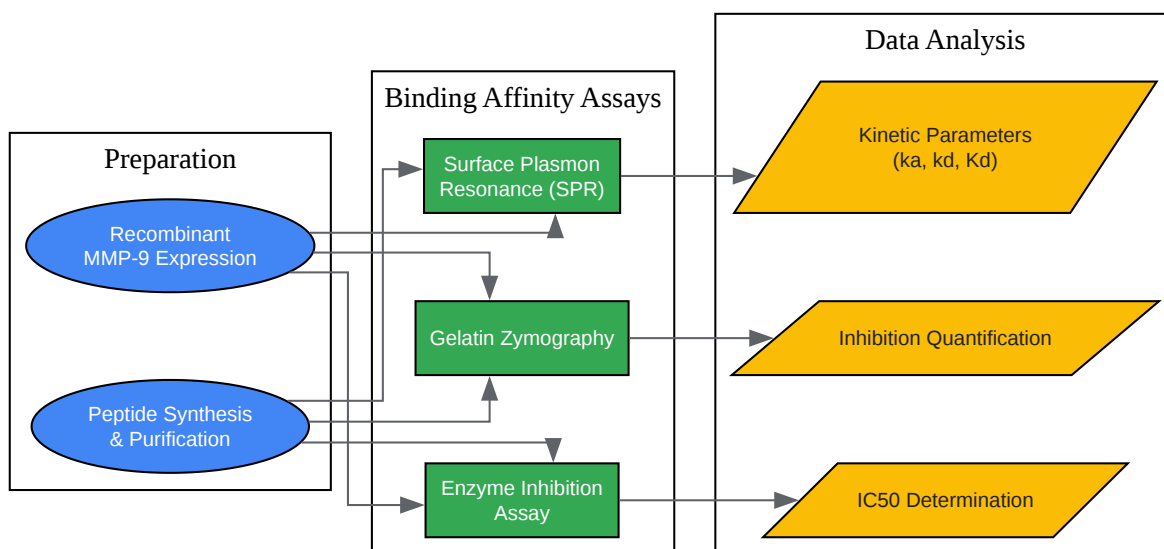 Preparation
Recombinant
MMP-9 Expression
Peptide Synthesis
& Purification
Binding Affinity Assays
Surface Plasmon
Resonance (SPR)
Gelatin Zymography
Enzyme Inhibition
Assay
Data Analysis
Kinetic Parameters
(ka, kd, Kd)
Inhibition Quantification
IC50 Determination